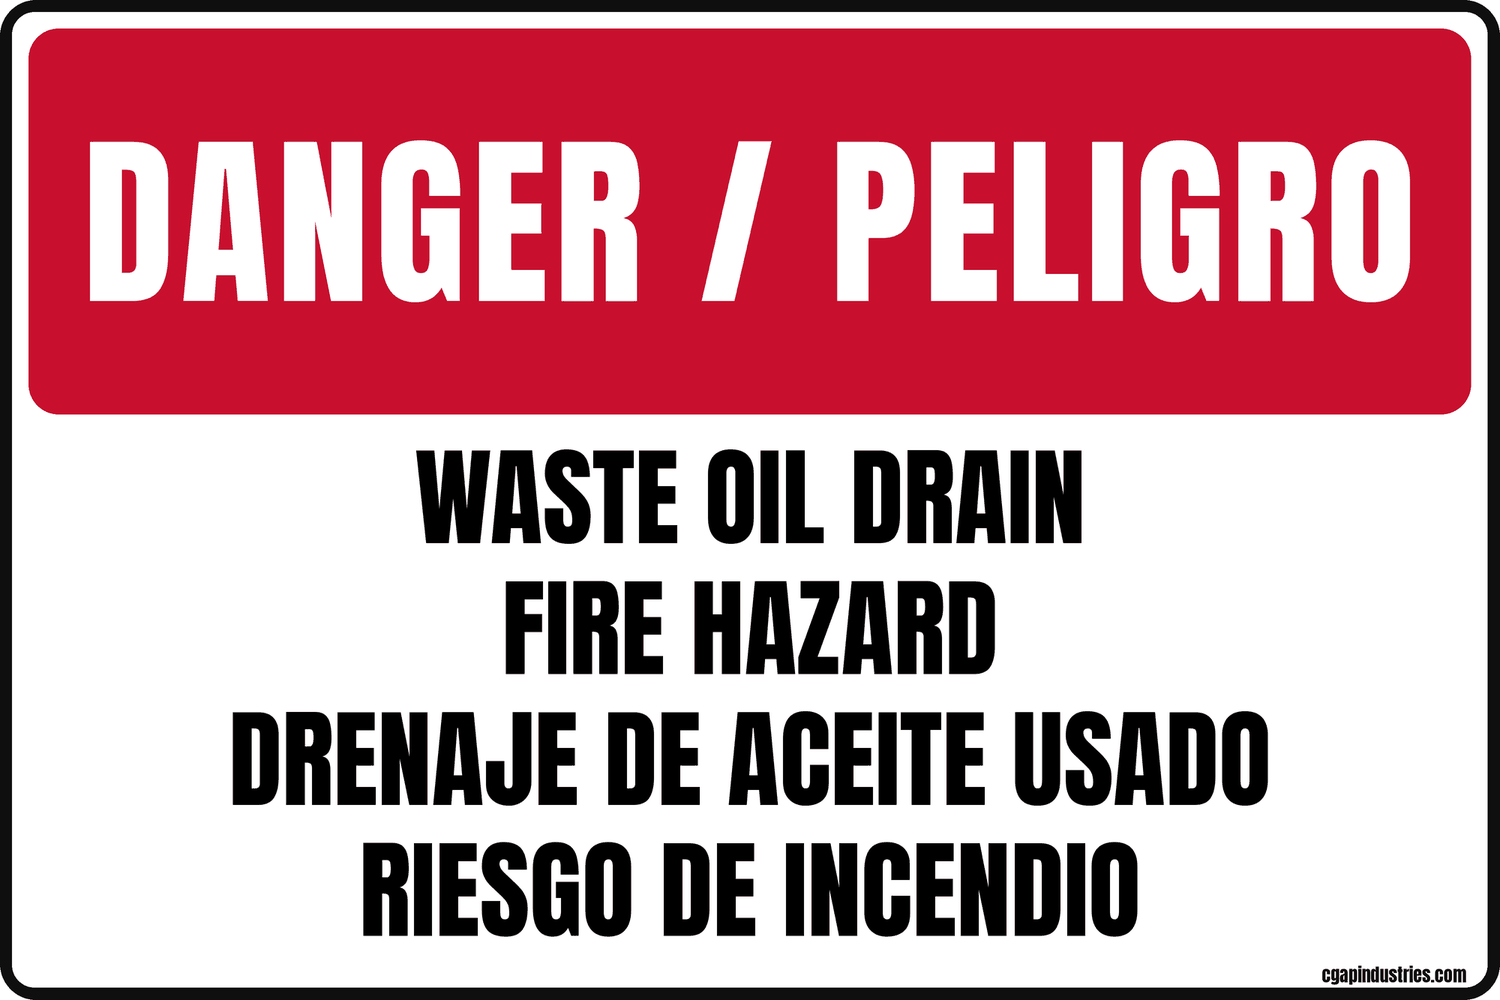 DANGER / PELIGRO
WASTE OIL DRAIN
FIRE HAZARD
DRENAJE DE ACEITE USADO
RIESGO DE INCENDIO
cgapindustries.com